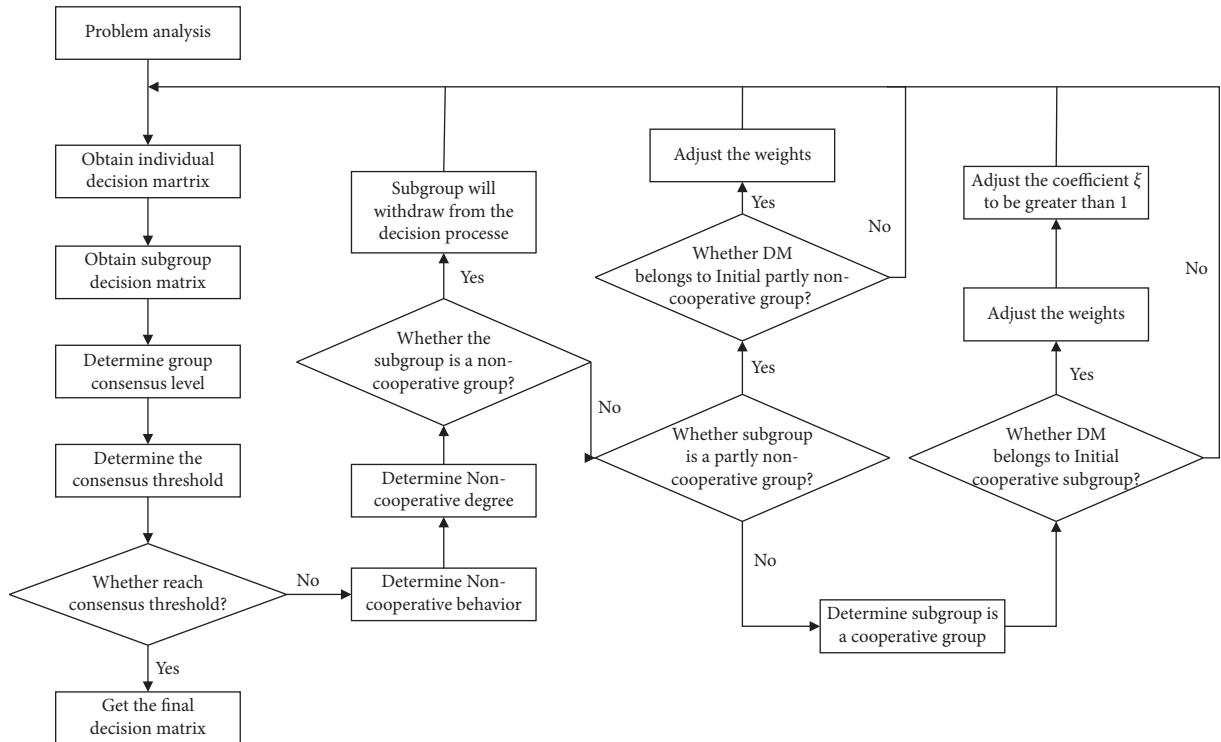 Problem analysis
Obtain individual
decision martrix
Obtain subgroup
decision matrix
Determine group
consensus level
Determine the
consensus threshold
Whether reach
consensus threshold?
Yes
Get the final
decision matrix
No
Determine Non-
cooperative behavior
Determine Non-
cooperative degree
Whether the
subgroup is a non-
cooperative group?
Yes
Subgroup will
withdraw from the
decision processe
No
Whether subgroup
is a partly non-
cooperative group?
Yes
Whether DM
belongs to Initial partly non-
cooperative group?
Yes
Adjust the weights
No
No
Determine subgroup is
a cooperative group
Whether DM
belongs to Initial
cooperative subgroup?
Yes
Adjust the weights
Adjust the coefficient ξ
to be greater than 1
No